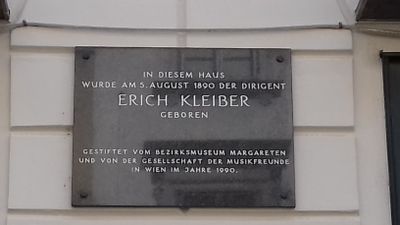 IN DIESEM HAUS
WURDE AM 5. AUGUST 1890 DER DIRIGENT
ERICH KLEIBER
GEBOREN
GESTIFTET VOM BEZIRKSMUSEUM MARGARETEN
UND VON DER GESELLSCHAFT DER MUSIKFREUNDE
IN WIEN IM JAHRE 1990.